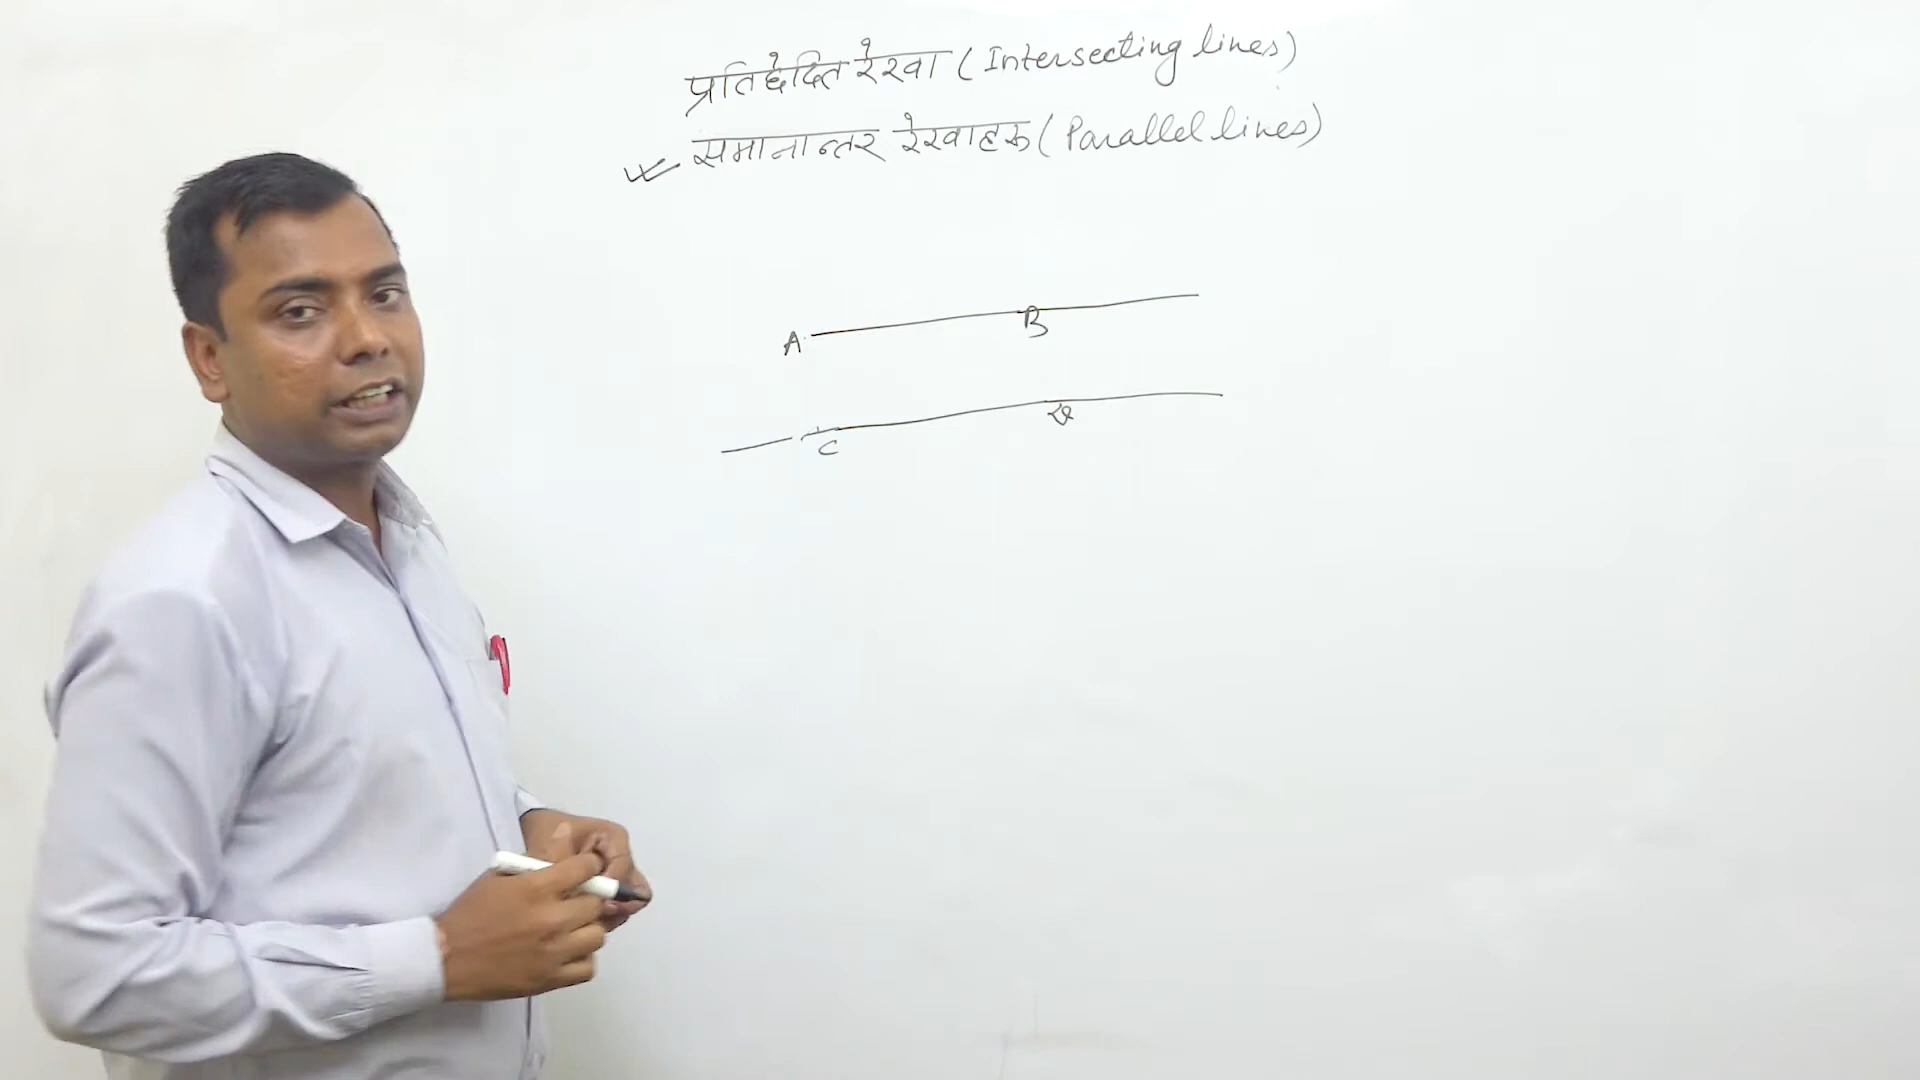 प्रतिछेदित रेखा (Intersecting lines)
समानान्तर रेखाहरू (Parallel lines)
A B
C